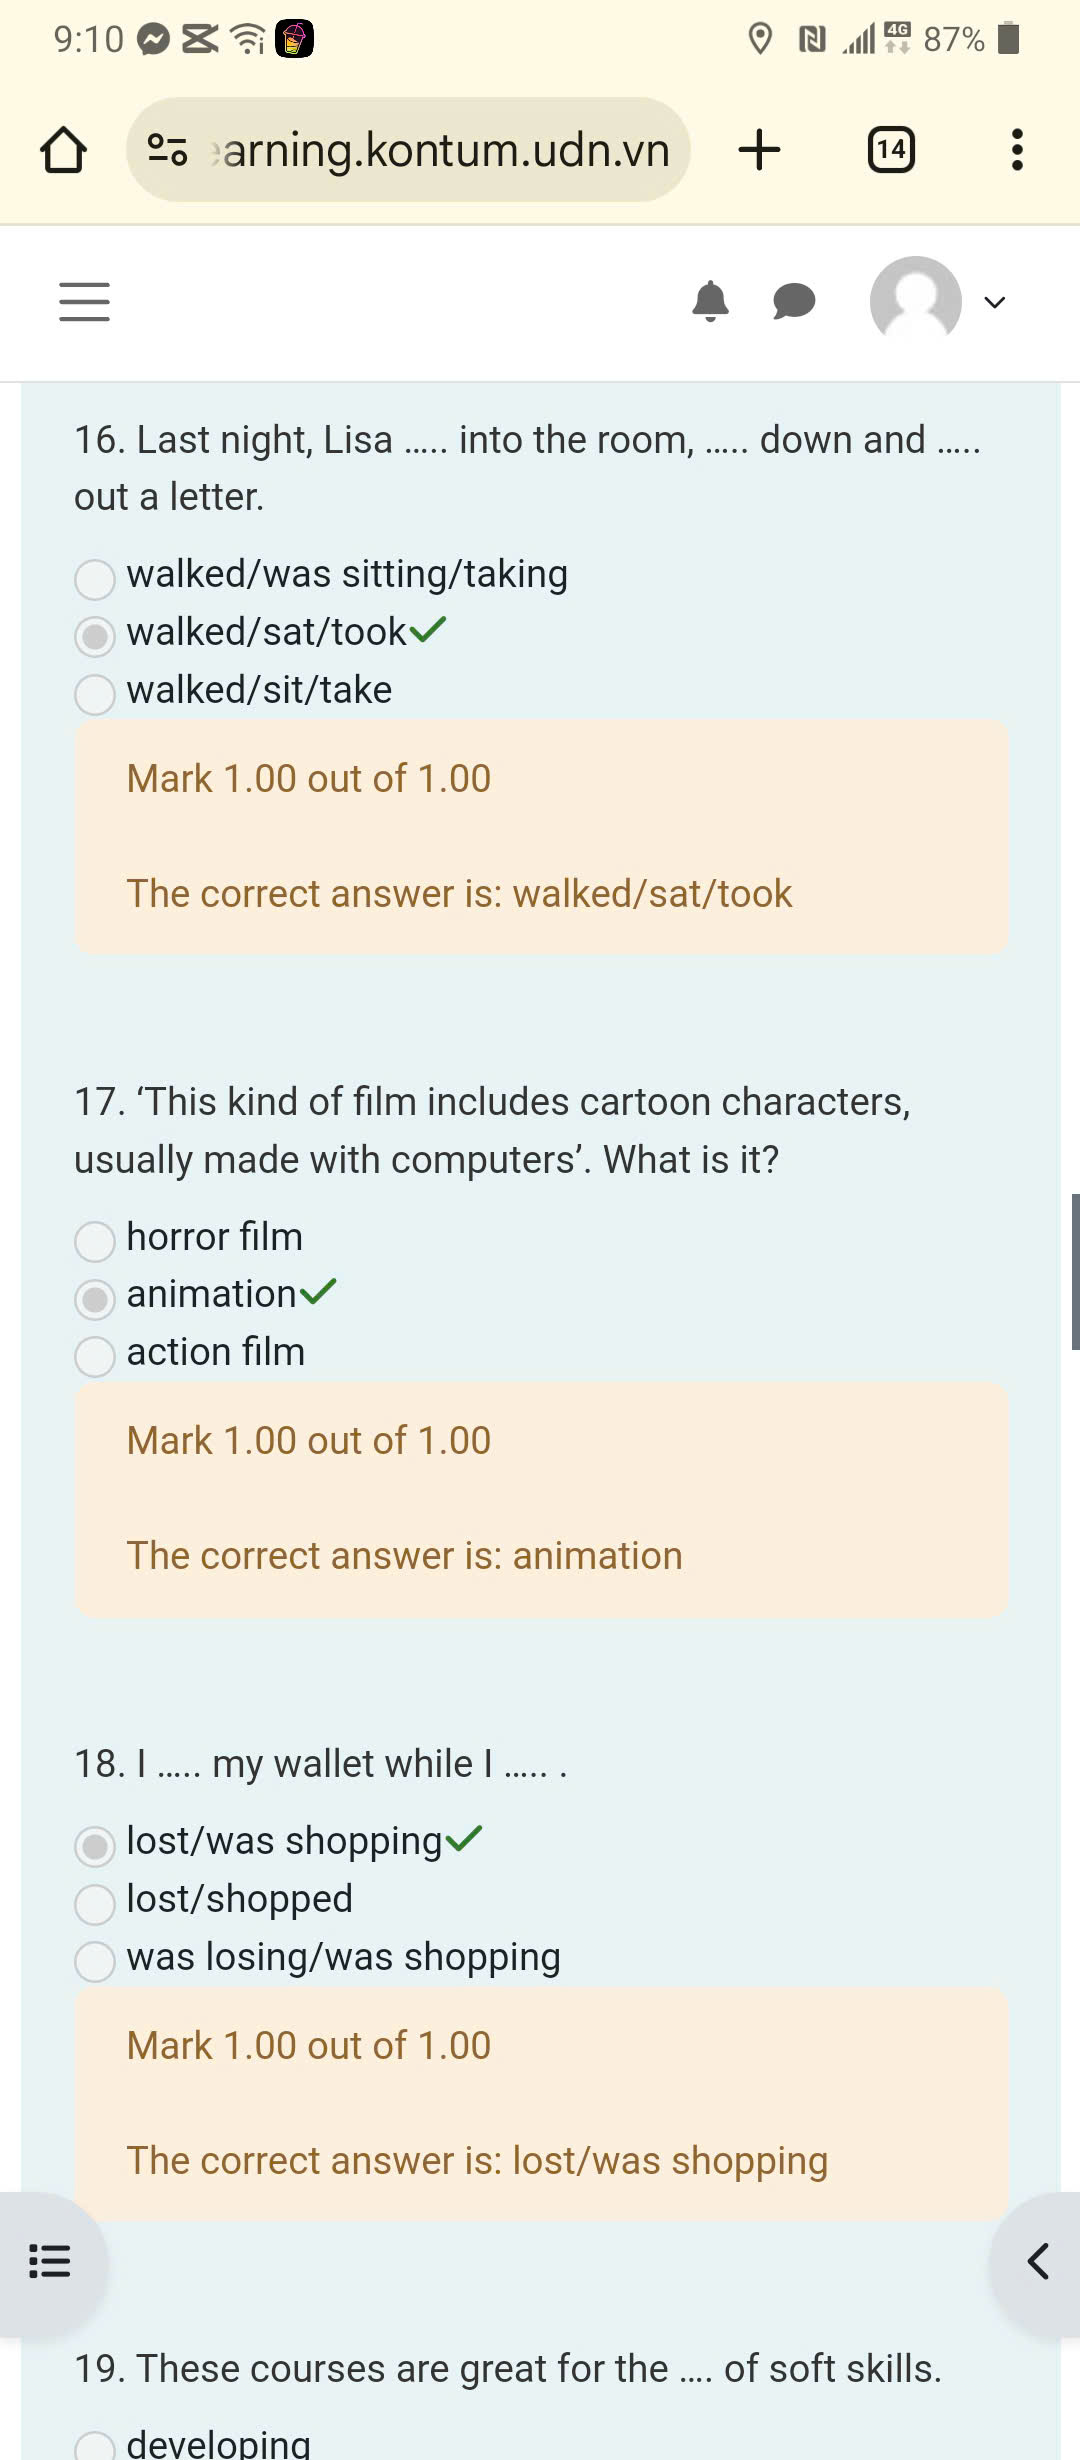 9:10
4G
87%
arning.kontum.udn.vn
14
16. Last night, Lisa ..... into the room, ..... down and .....
out a letter.
walked/was sitting/taking
walked/sat/took
walked/sit/take
Mark 1.00 out of 1.00
The correct answer is: walked/sat/took
17. ‘This kind of film includes cartoon characters,
usually made with computers’. What is it?
horror film
animation
action film
Mark 1.00 out of 1.00
The correct answer is: animation
18. I ..... my wallet while I ..... .
lost/was shopping
lost/shopped
was losing/was shopping
Mark 1.00 out of 1.00
The correct answer is: lost/was shopping
19. These courses are great for the .... of soft skills.
developing